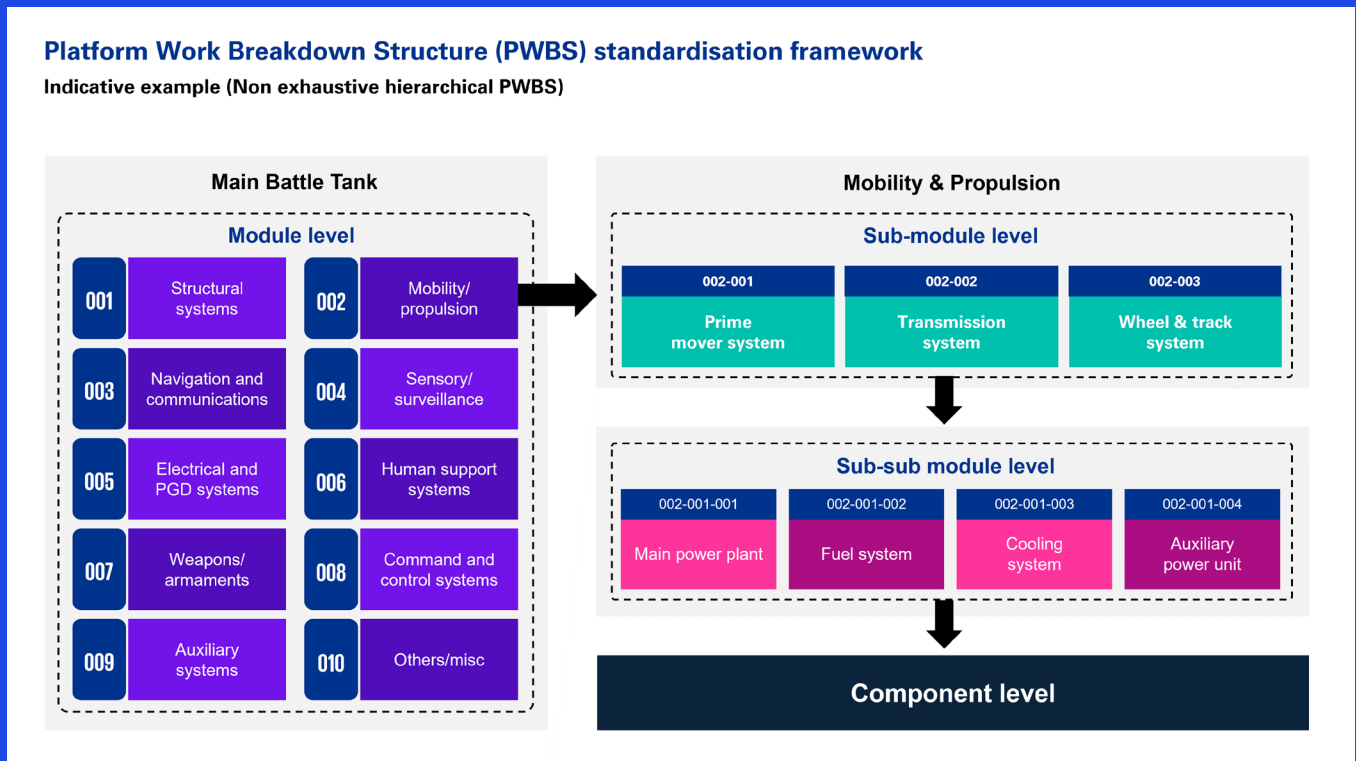 Platform Work Breakdown Structure (PWBS) standardisation framework
Indicative example (Non exhaustive hierarchical PWBS)
Main Battle Tank
Module level
001
Structural
systems
002
Mobility/
propulsion
003
Navigation and
communications
004
Sensory/
surveillance
005
Electrical and
PGD systems
006
Human support
systems
007
Weapons/
armaments
008
Command and
control systems
009
Auxiliary
systems
010
Others/misc
Mobility & Propulsion
Sub-module level
002-001
Prime
mover system
002-002
Transmission
system
002-003
Wheel & track
system
Sub-sub module level
002-001-001
Main power plant
002-001-002
Fuel system
002-001-003
Cooling
system
002-001-004
Auxiliary
power unit
Component level